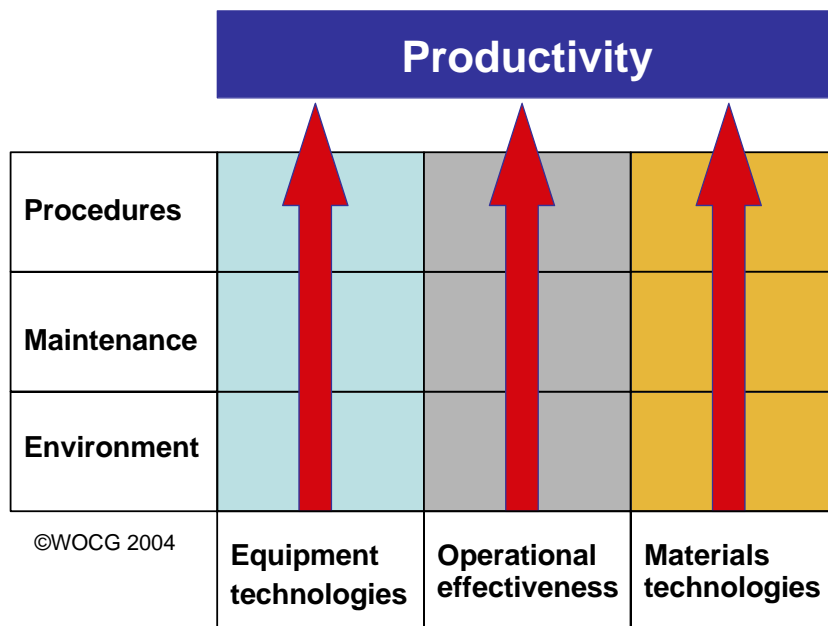 Productivity
Procedures
Maintenance
Environment
©WOCG 2004
Equipment
technologies
Operational
effectiveness
Materials
technologies